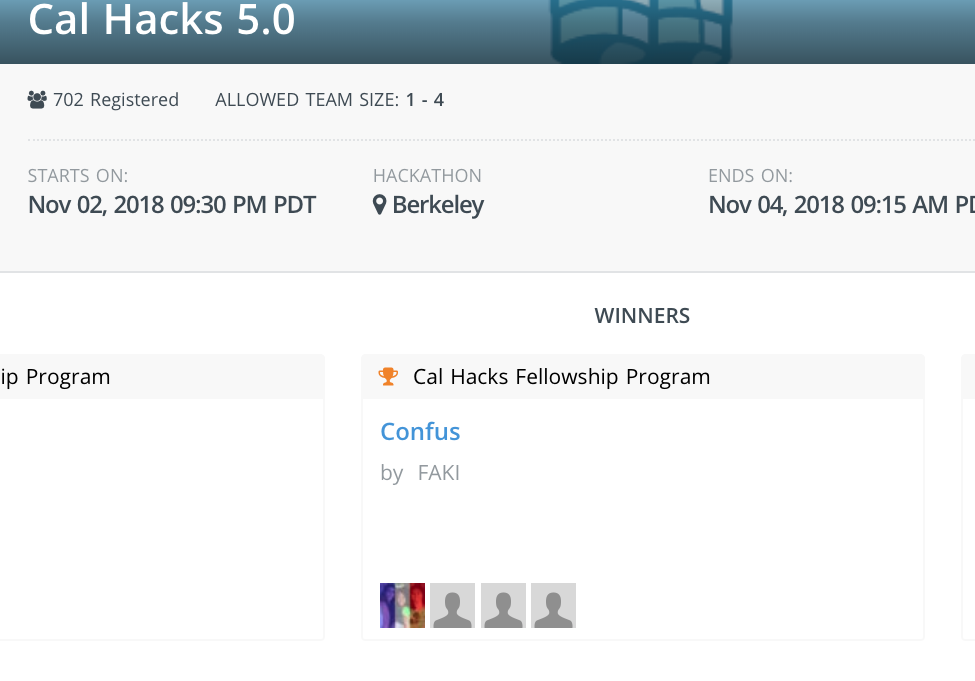 Cal Hacks 5.0
702 Registered ALLOWED TEAM SIZE: 1 - 4
STARTS ON: HACKATHON ENDS ON:
Nov 02, 2018 09:30 PM PDT Berkeley Nov 04, 2018 09:15 AM PD
WINNERS
ip Program Cal Hacks Fellowship Program
Confus
by FAKI